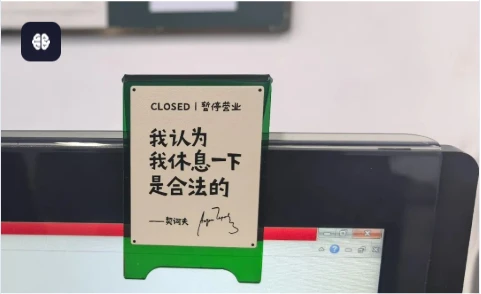 CLOSED | 暂停营业
我认为
我休息一下
是合法的
——契诃夫